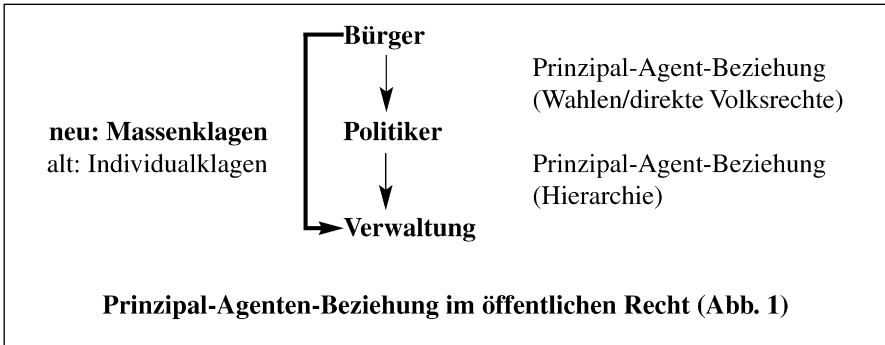 Bürger
Prinzipal-Agent-Beziehung
(Wahlen/direkte Volksrechte)
neu: Massenklagen
alt: Individualklagen
Politiker
Prinzipal-Agent-Beziehung
(Hierarchie)
Verwaltung
Prinzipal-Agenten-Beziehung im öffentlichen Recht (Abb. 1)